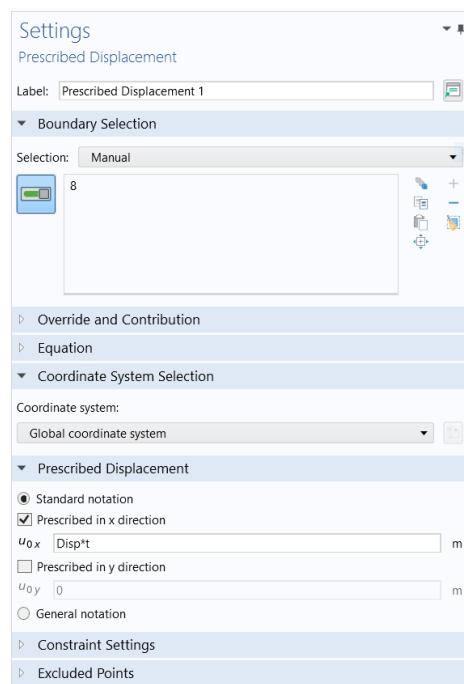 Settings
Prescribed Displacement
Label: Prescribed Displacement 1
Boundary Selection
Selection: Manual
8
Override and Contribution
Equation
Coordinate System Selection
Coordinate system:
Global coordinate system
Prescribed Displacement
Standard notation
Prescribed in x direction
u0x Disp*t m
Prescribed in y direction
u0y 0 m
General notation
Constraint Settings
Excluded Points